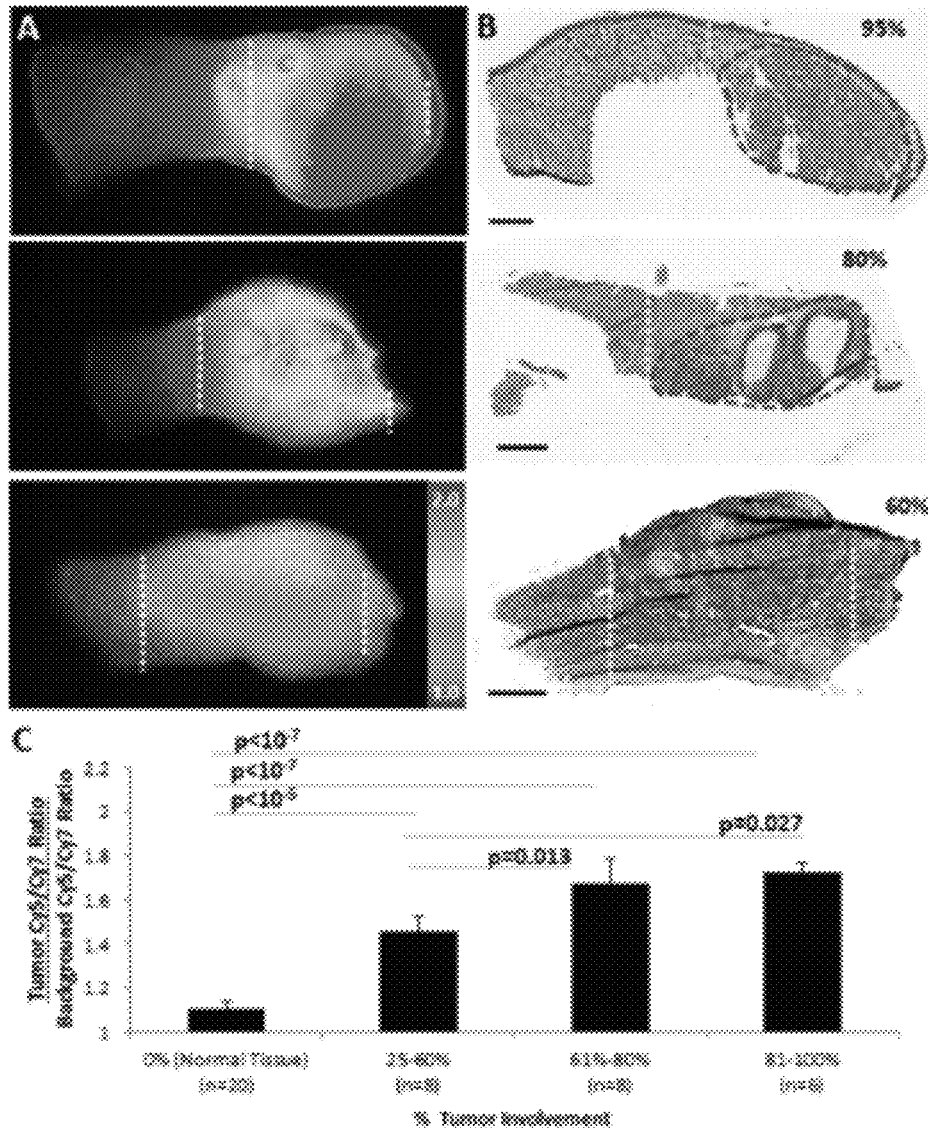 A
B
95%
80%
60%
C
p<10⁻⁷
p<10⁻⁷
p<10⁻⁵
p=0.027
p=0.013
Tumor Cy5/Cy7 Ratio
Background Cy5/Cy7 Ratio
2.2
2
1.8
1.6
1.4
1.2
1
0% (Normal Tissue)
25-60%
61%-80%
81-100%
(n=20)
(n=8)
(n=8)
(n=6)
% Tumor Involvement